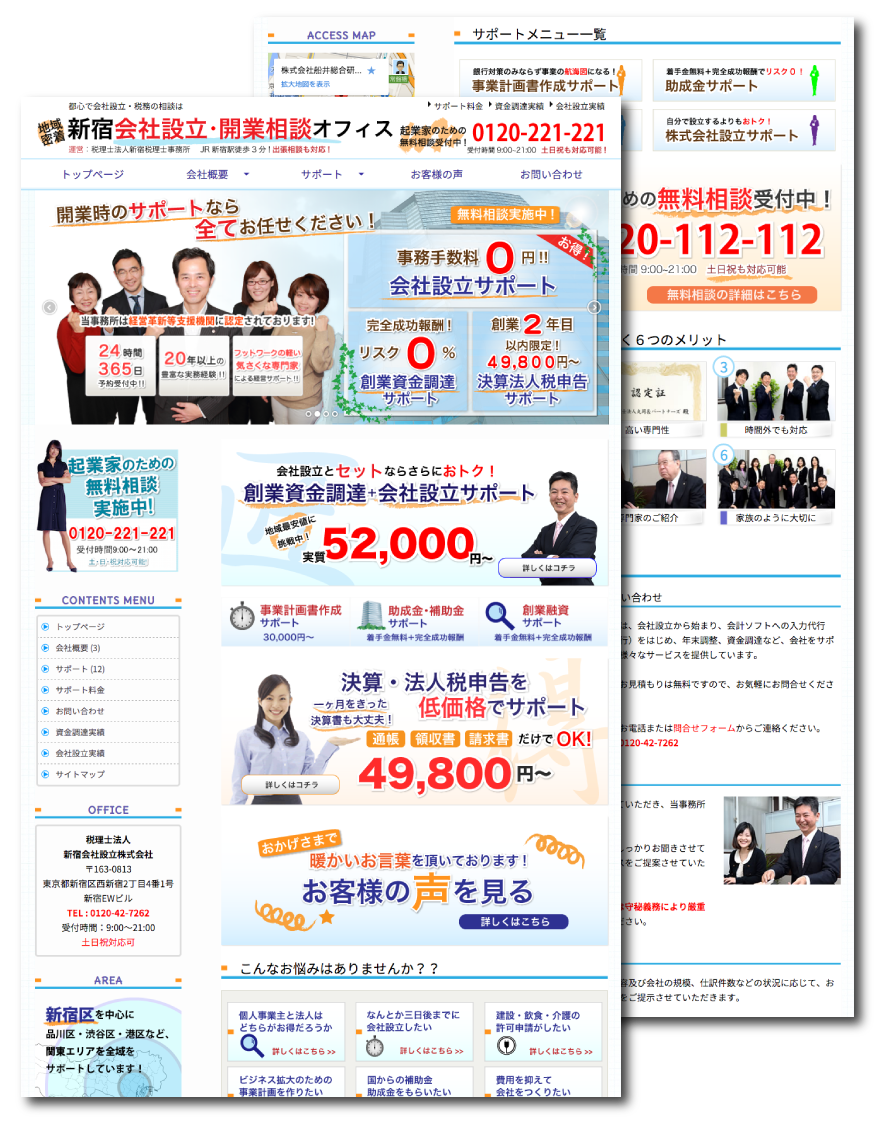 ACCESS MAP
株式会社船井総合研...
拡大地図を表示
サポートメニュー一覧
銀行対策のみならず事業の航海図になる！
事業計画書作成サポート
着手金無料＋完全成功報酬でリスク０！
助成金サポート
自分で設立するよりもおトク！
株式会社設立サポート
めの無料相談受付中！
20-112-112
時間 9:00~21:00 土日祝も対応可能
無料相談の詳細はこちら
く６つのメリット
認定証
高い専門性
3
時間外でも対応
専門家のご紹介
6
家族のように大切に
い合わせ
は、会社設立から始まり、会計ソフトへの入力代行
行）をはじめ、年末調整、資金調達など、会社をサポ
様々なサービスを提供しています。
お見積もりは無料ですので、お気軽にお問合せくださ
お電話または問合せフォームからご連絡ください。
0120-42-7262
ていただき、当事務所
しっかりお聞きさせて
スをご提案させていた
守秘義務により厳重
ださい。
容及び会社の規模、仕訳件数などの状況に応じて、お
をご提示させていただきます。
都心で会社設立・税務の相談は
サポート料金 資金調達実績 会社設立実績
地域密着
新宿会社設立・開業相談オフィス
運営：税理士法人新宿税理士事務所 JR 新宿駅徒歩３分！出張相談も対応！
起業家のための
無料相談受付中！
0120-221-221
受付時間 9:00~21:00 土日祝も対応可能！
トップページ 会社概要 サポート お客様の声 お問い合わせ
開業時のサポートなら
全てお任せください！
無料相談実施中！
お得！
事務手数料０円!!
会社設立サポート
当事務所は経営革新等支援機関に認定されております!
24時間
365日
予約受付中!!
20年以上の
豊富な実務経験!!
フットワークの軽い
気さくな専門家
による経営サポート!!
完全成功報酬！
リスク０％
創業資金調達
サポート
創業２年目
以内限定！
49,800円〜
決算法人税申告
サポート
起業家のための
無料相談
実施中!
0120-221-221
受付時間9:00〜21:00
土・日・祝対応可能!
CONTENTS MENU
トップページ
会社概要 (3)
サポート (12)
サポート料金
お問い合わせ
資金調達実績
会社設立実績
サイトマップ
OFFICE
税理士法人
新宿会社設立株式会社
〒163-0813
東京都新宿区西新宿2丁目4番1号
新宿EWビル
TEL : 0120-42-7262
受付時間：9:00〜21:00
土日祝対応可
AREA
新宿区を中心に
品川区・渋谷区・港区など、
関東エリアを全域を
サポートしています！
会社設立とセットならさらにおトク！
創業資金調達+会社設立サポート
地域最安値に
挑戦中！
実質52,000円〜
詳しくはコチラ
事業計画書作成
サポート
30,000円〜
助成金・補助金
サポート
着手金無料＋完全成功報酬
創業融資
サポート
着手金無料＋完全成功報酬
決算・法人税申告を
一ヶ月をきった
決算書も大丈夫！
低価格でサポート
通帳 領収書 請求書 だけでOK!
49,800円〜
詳しくはコチラ
おかげさまで
暖かいお言葉を頂いております！
お客様の声を見る
詳しくはこちら
こんなお悩みはありませんか？？
個人事業主と法人は
どちらがお得だろうか
詳しくはこちら >>
なんとか三日後までに
会社設立したい
詳しくはこちら >>
建設・飲食・介護の
許可申請がしたい
詳しくはこちら >>
ビジネス拡大のための
事業計画を作りたい
国からの補助金
助成金をもらいたい
費用を抑えて
会社をつくりたい